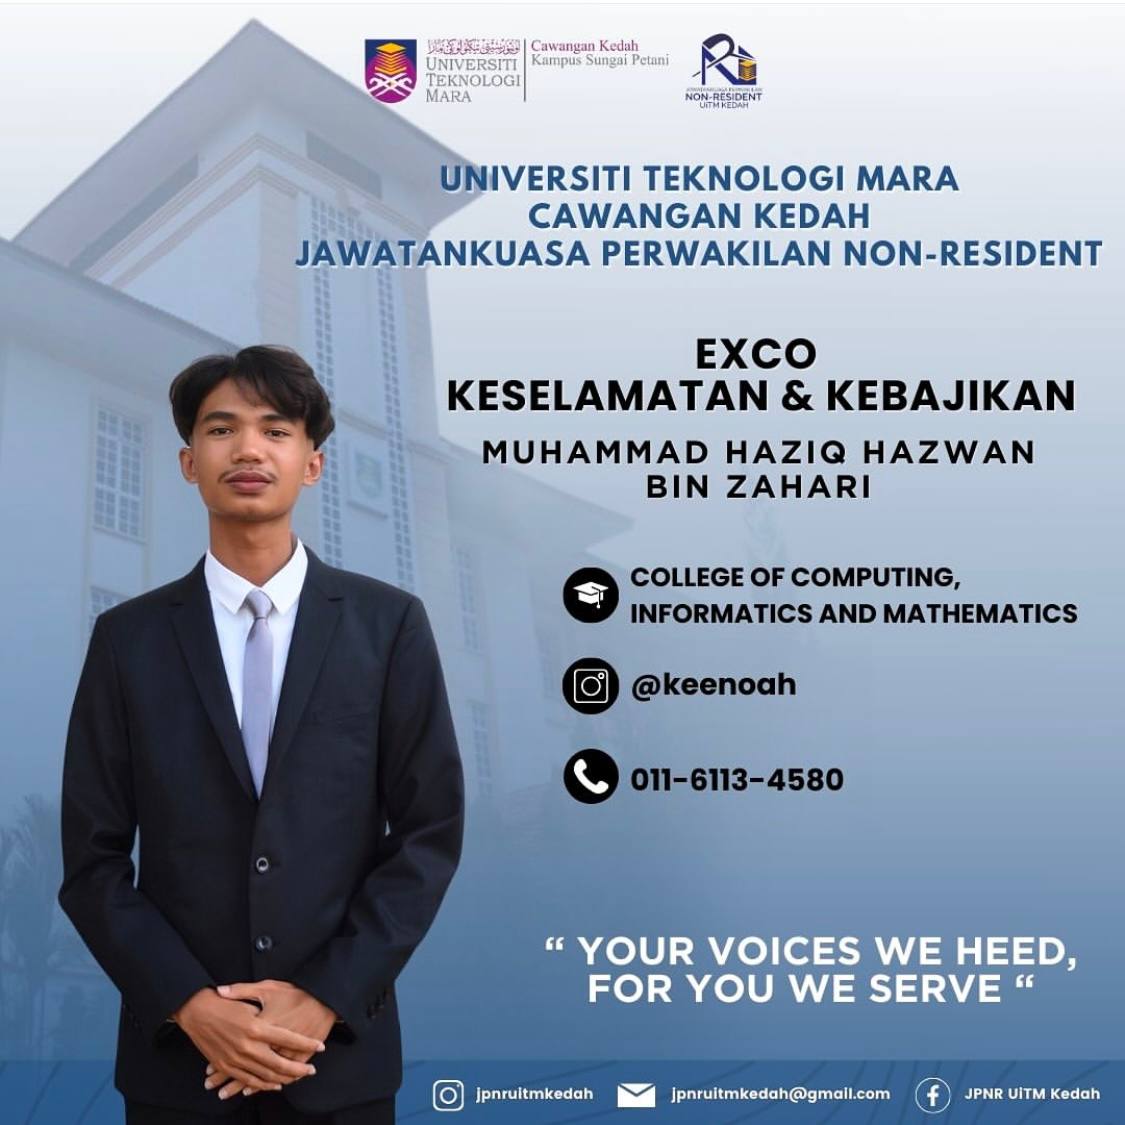 UNIVERSITI
TEKNOLOGI
MARA
Cawangan Kedah
Kampus Sungai Petani
NON-RESIDENT
UiTM KEDAH
UNIVERSITI TEKNOLOGI MARA
CAWANGAN KEDAH
JAWATANKUASA PERWAKILAN NON-RESIDENT
EXCO
KESELAMATAN & KEBAJIKAN
MUHAMMAD HAZIQ HAZWAN
BIN ZAHARI
COLLEGE OF COMPUTING,
INFORMATICS AND MATHEMATICS
@keenoah
011-6113-4580
“ YOUR VOICES WE HEED,
FOR YOU WE SERVE “
jpnruitmkedah
jpnruitmkedah@gmail.com
JPNR UiTM Kedah